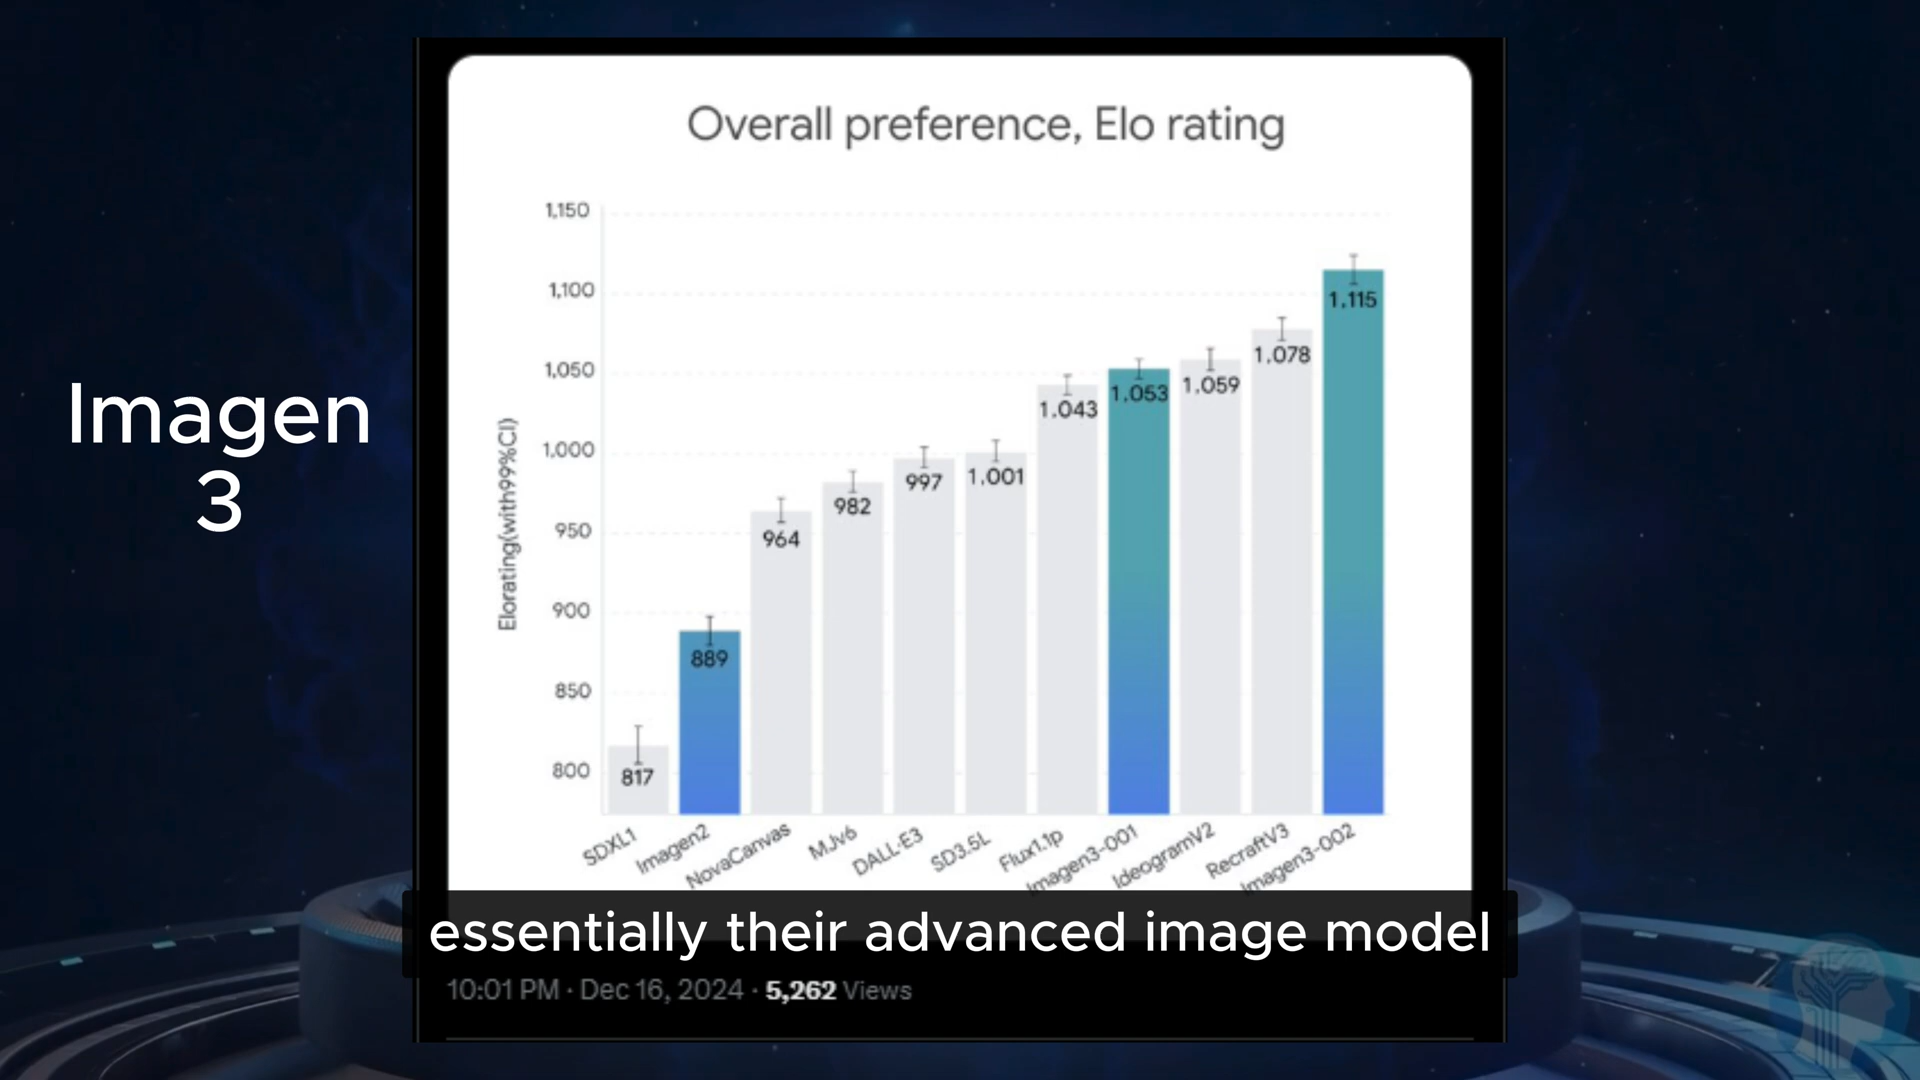 Imagen
3
Overall preference, Elo rating
Elorating(with99%CI)
1,150
1,100
1,050
1,000
950
900
850
800
817
889
964
982
997
1.001
1.043
1.053
1.059
1.078
1,115
SDXL1
Imagen2
NovaCanvas
MJv6
DALL·E3
SD3.5L
Flux1.1p
Imagen3-001
IdeogramV2
RecraftV3
Imagen3-002
essentially their advanced image model
10:01 PM · Dec 16, 2024 · 5,262 Views